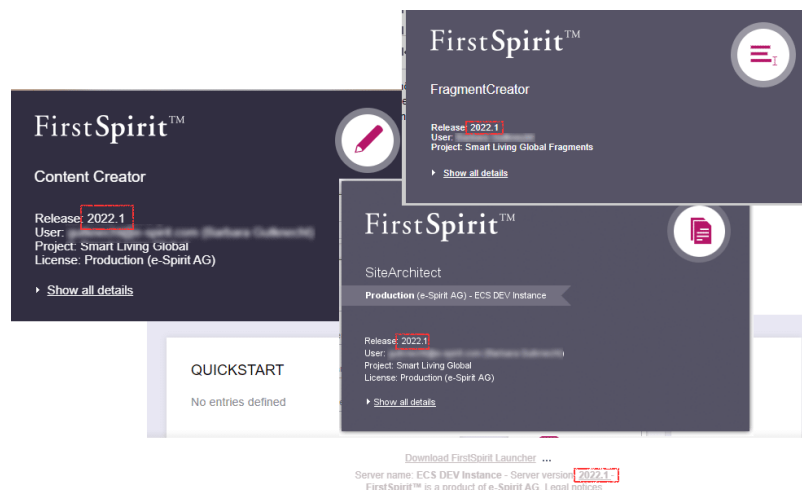 FirstSpirit™
FragmentCreator
Release: 2022.1
User:
Project: Smart Living Global Fragments
Show all details
FirstSpirit™
Content Creator
Release: 2022.1
User:
Project: Smart Living Global
License: Production (e-Spirit AG)
Show all details
FirstSpirit™
SiteArchitect
Production (e-Spirit AG) - ECS DEV Instance
Release: 2022.1
User:
Project: Smart Living Global
License: Production (e-Spirit AG)
Show all details
QUICKSTART
No entries defined
Download FirstSpirit Launcher ...
Server name: ECS DEV Instance - Server version 2022.1 -
FirstSpirit™ is a product of e-Spirit AG. Legal notices